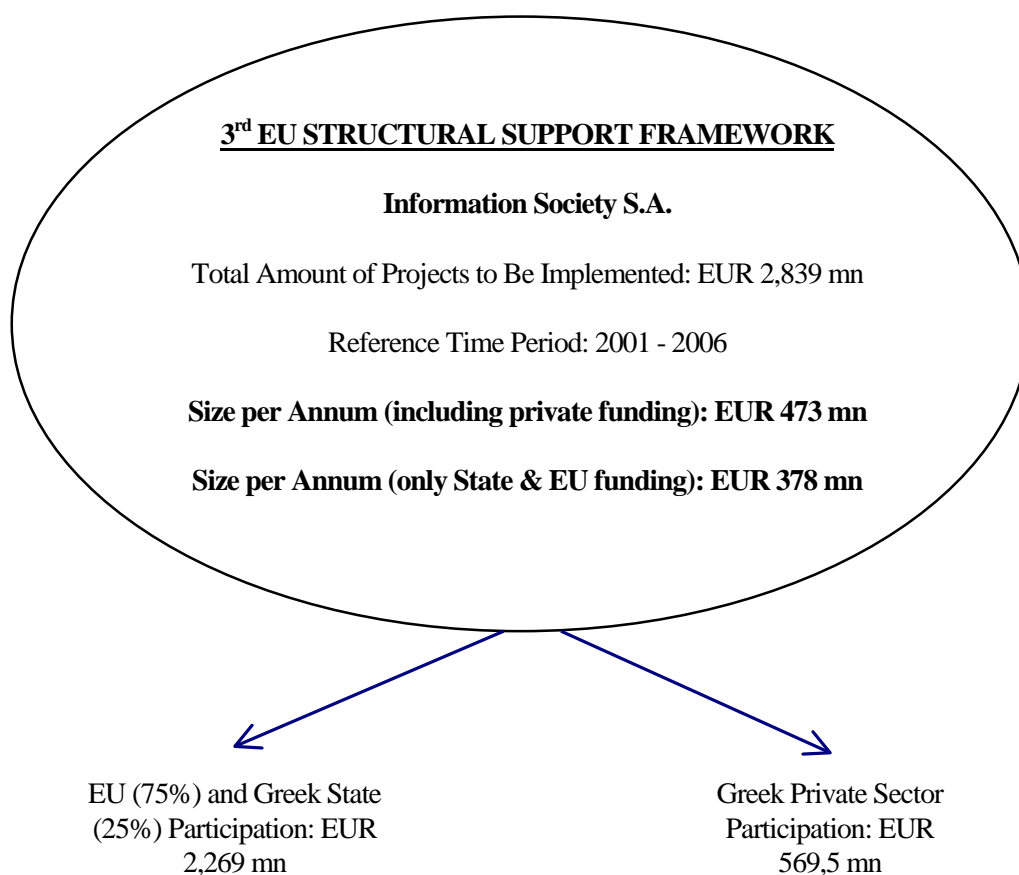 3rd EU STRUCTURAL SUPPORT FRAMEWORK
Information Society S.A.
Total Amount of Projects to Be Implemented: EUR 2,839 mn
Reference Time Period: 2001 - 2006
Size per Annum (including private funding): EUR 473 mn
Size per Annum (only State & EU funding): EUR 378 mn
EU (75%) and Greek State
(25%) Participation: EUR
2,269 mn
Greek Private Sector
Participation: EUR
569,5 mn